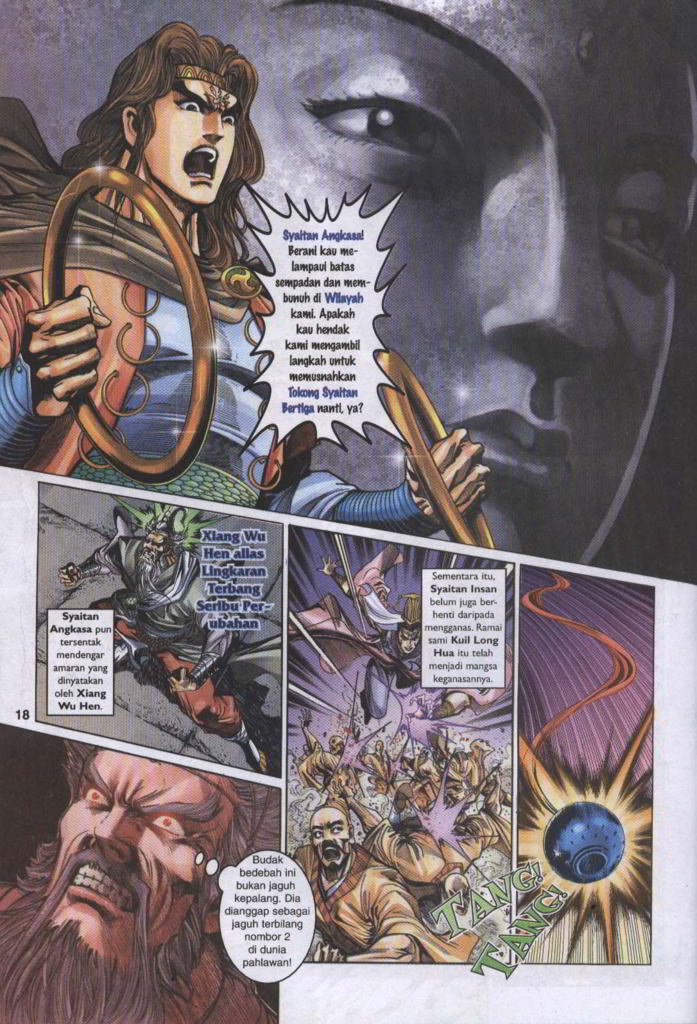 Syaitan Angkasa!
Berani kau me-
lampaui batas
sempadan dan mem-
bunuh di Wilayah
kami. Apakah
kau hendak
kami mengambil
langkah untuk
memusnahkan
Tokong Syaitan
Bertiga nanti, ya?
Xiang Wu
Hen alias
Lingkaran
Terbang
Seribu Per-
ubahan
Syaitan
Angkasa pun
tersentak
mendengar
amaran yang
dinyatakan
oleh Xiang
Wu Hen.
Sementara itu,
Syaitan Insan
belum juga ber-
henti daripada
mengganas. Ramai
sami Kuil Long
Hua itu telah
menjadi mangsa
keganasannya.
18
Budak
bedebah ini
bukan jaguh
kepalang. Dia
dianggap sebagai
jaguh terbilang
nombor 2
di dunia
pahlawan!
TANG!
TANG!